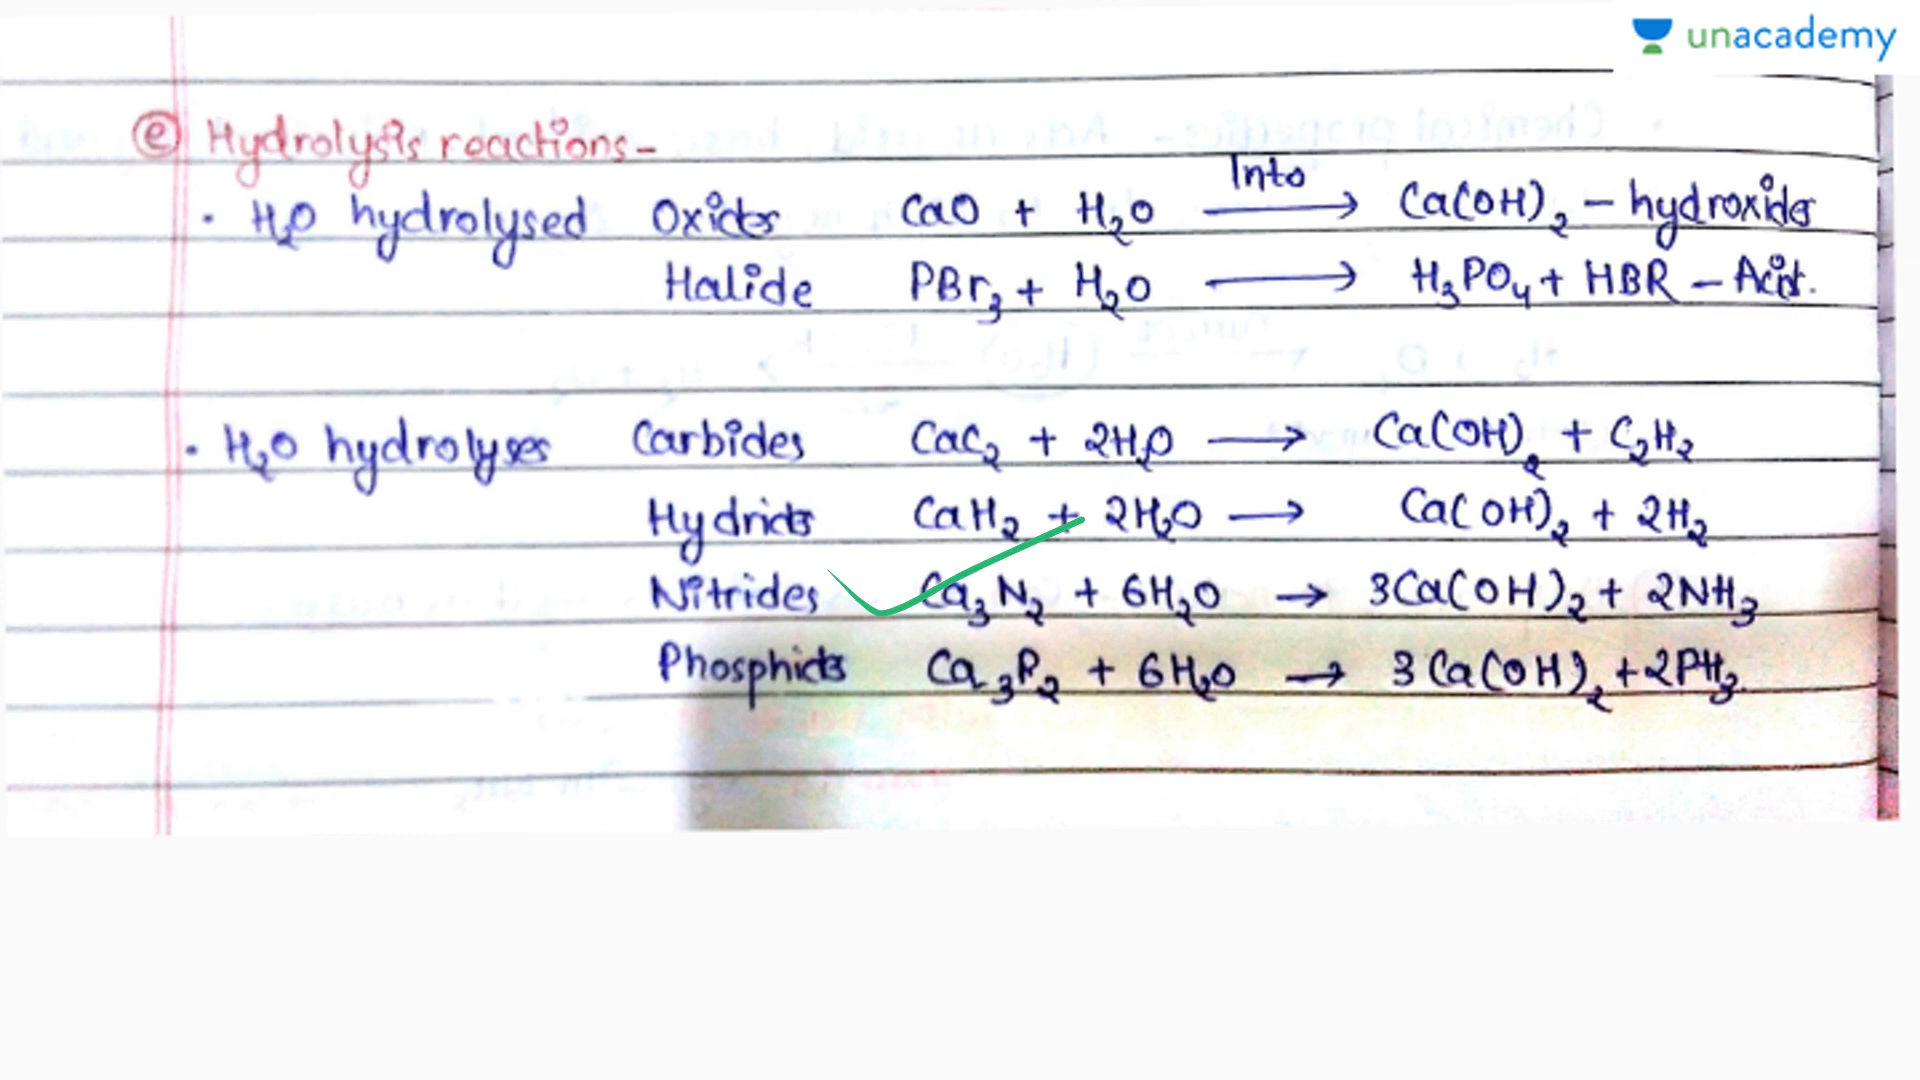 unacademy
ⓔ Hydrolysis reactions-
• H₂O hydrolysed Oxides CaO + H₂O ⟶ Into Ca(OH)₂ - hydroxides
Halide PBr₃ + H₂O ⟶ H₃PO₄ + HBR - Acid.
• H₂O hydrolyses Carbides CaC₂ + 2H₂O ⟶ Ca(OH)₂ + C₂H₂
Hydrides CaH₂ + 2H₂O ⟶ Ca(OH)₂ + 2H₂
Nitrides Ca₃N₂ + 6H₂O → 3Ca(OH)₂ + 2NH₃
Phosphides Ca₃P₂ + 6H₂O → 3Ca(OH)₂ + 2PH₃